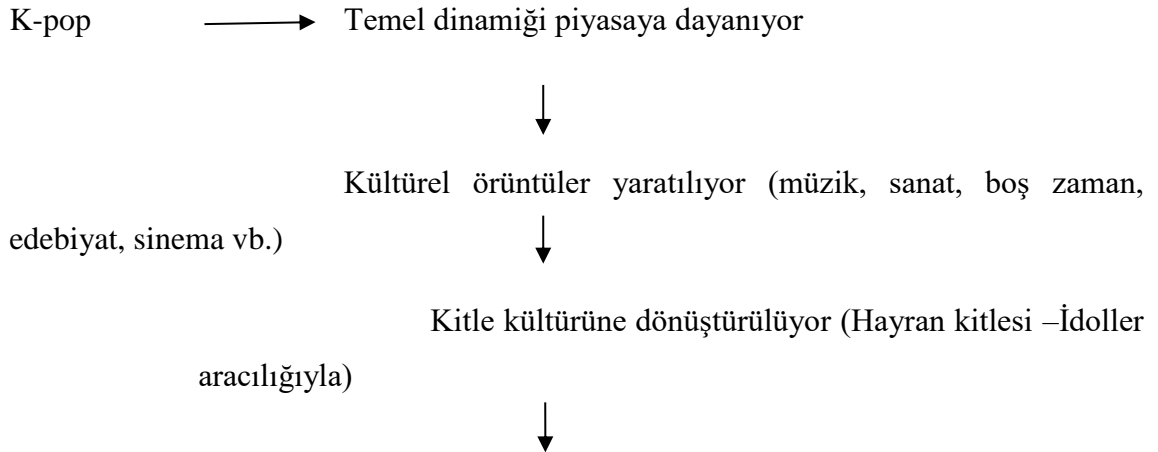 K-pop Temel dinamiği piyasaya dayanıyor
Kültürel örüntüler yaratılıyor (müzik, sanat, boş zaman,
edebiyat, sinema vb.)
Kitle kültürüne dönüştürülüyor (Hayran kitlesi –İdoller
aracılığıyla)